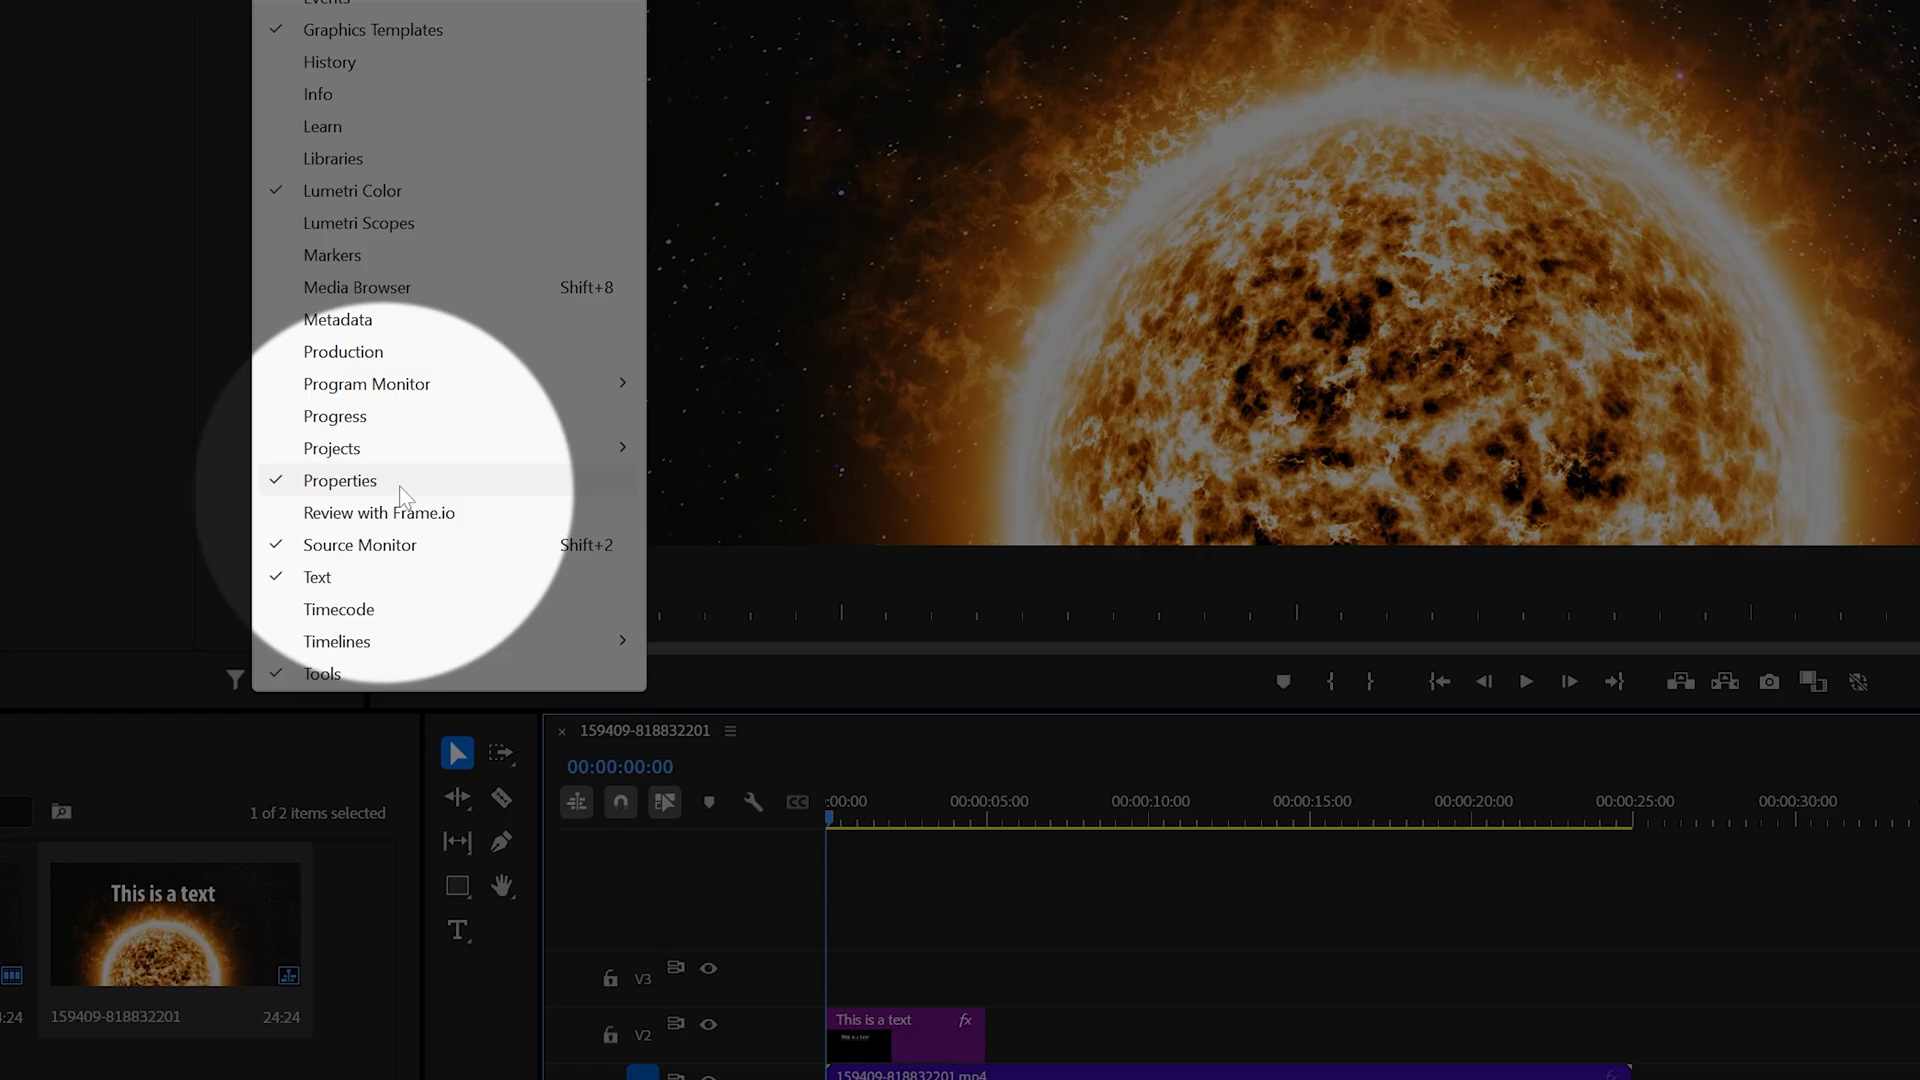 Events
Graphics Templates
History
Info
Learn
Libraries
Lumetri Color
Lumetri Scopes
Markers
Media Browser Shift+8
Metadata
Production
Program Monitor
Progress
Projects
Properties
Review with Frame.io
Source Monitor Shift+2
Text
Timecode
Timelines
Tools
159409-818832201
00:00:00:00
1 of 2 items selected
:00:00 00:00:05:00 00:00:10:00 00:00:15:00 00:00:20:00 00:00:25:00 00:00:30:00
CC
This is a text
T
V3
:24 159409-818832201 24:24
V2 This is a text fx
159409-818832201.mp4 fx